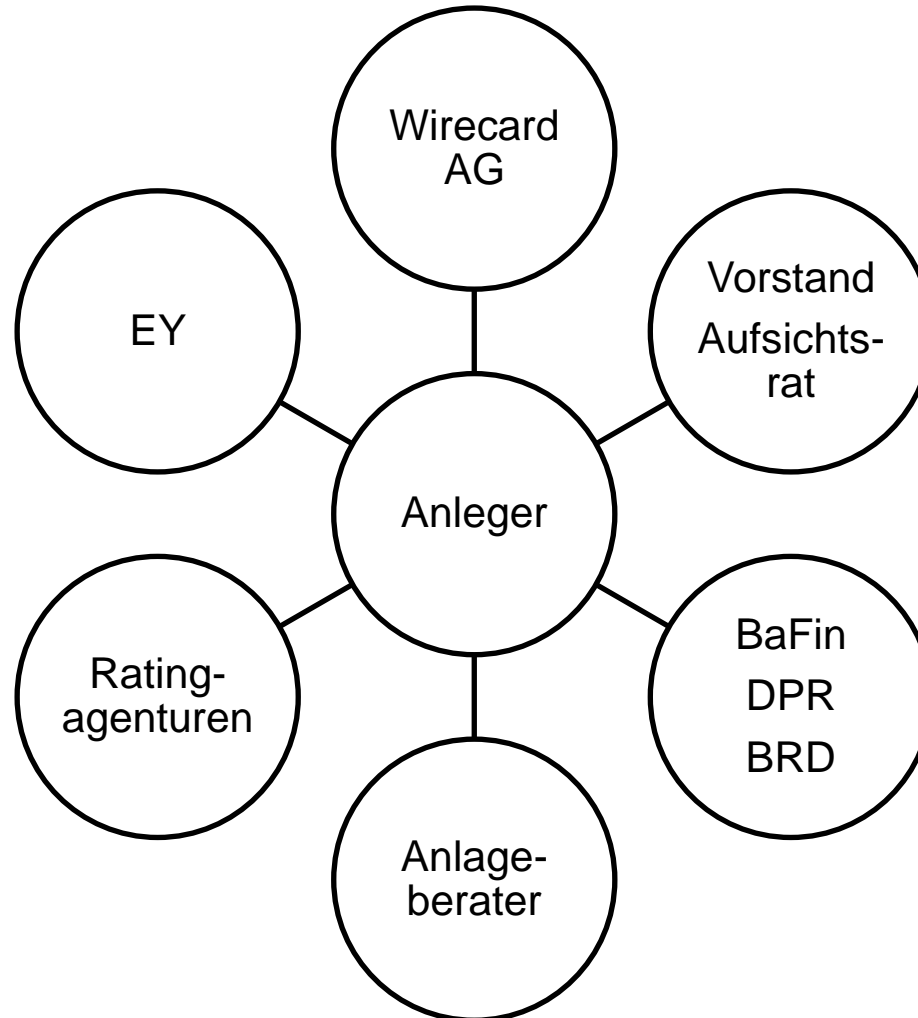 Wirecard
AG
EY
Vorstand
Aufsichts-
rat
Anleger
Rating-
agenturen
BaFin
DPR
BRD
Anlage-
berater